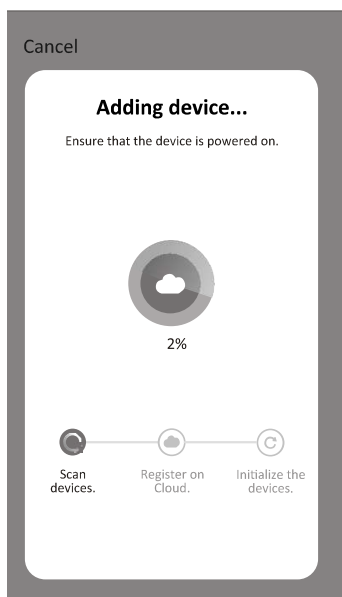 Cancel
Adding device...
Ensure that the device is powered on.
2%
Scan
devices.
Register on
Cloud.
Initialize the
devices.